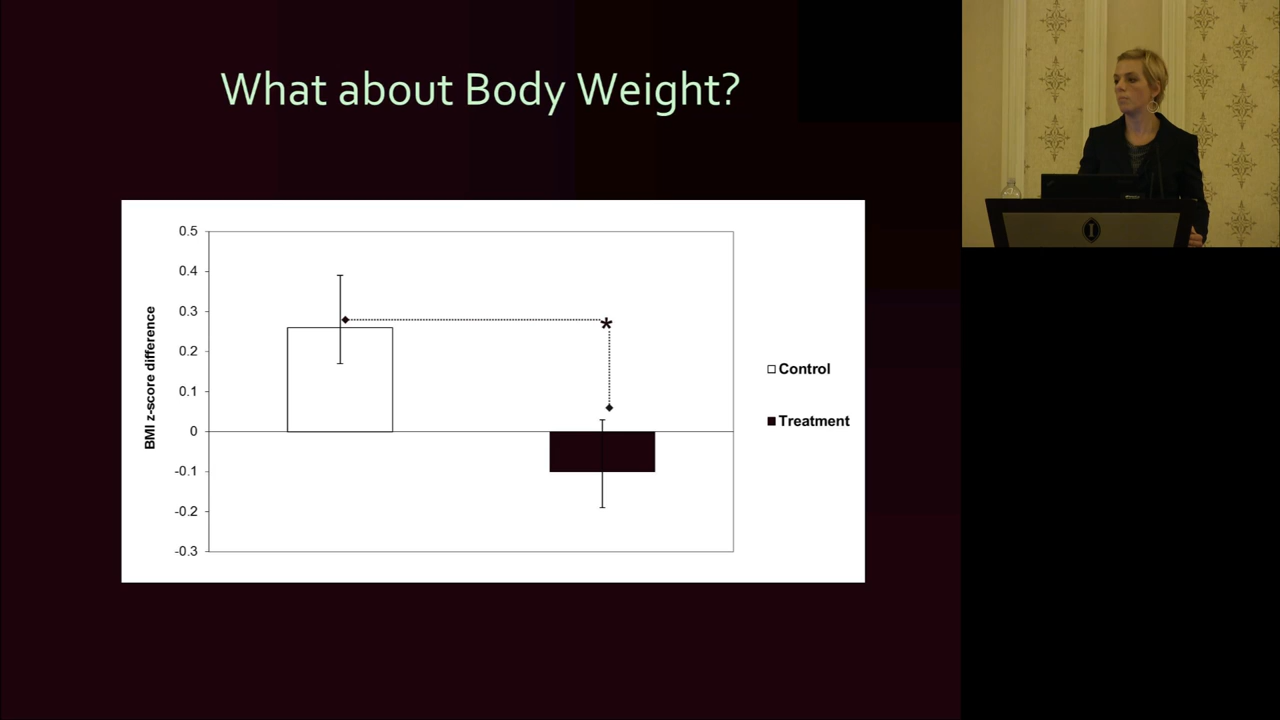 What about Body Weight?
BMI z-score difference
0.5
0.4
0.3
0.2
0.1
0
-0.1
-0.2
-0.3
*
Control
Treatment
I